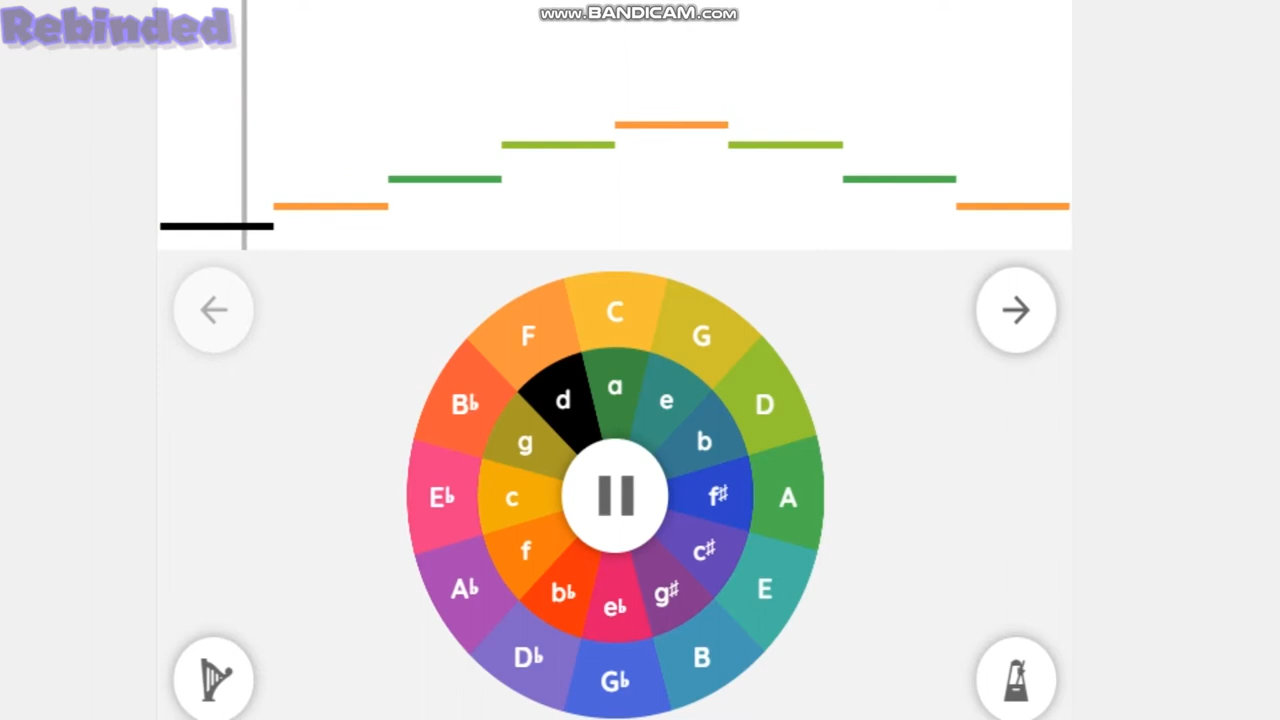 Rebinded
www.BANDICAM.com
C
F
G
d
a
e
B♭
D
g
b
E♭
c
f♯
A
f
c♯
A♭
b♭
e♭
g♯
E
D♭
B
G♭